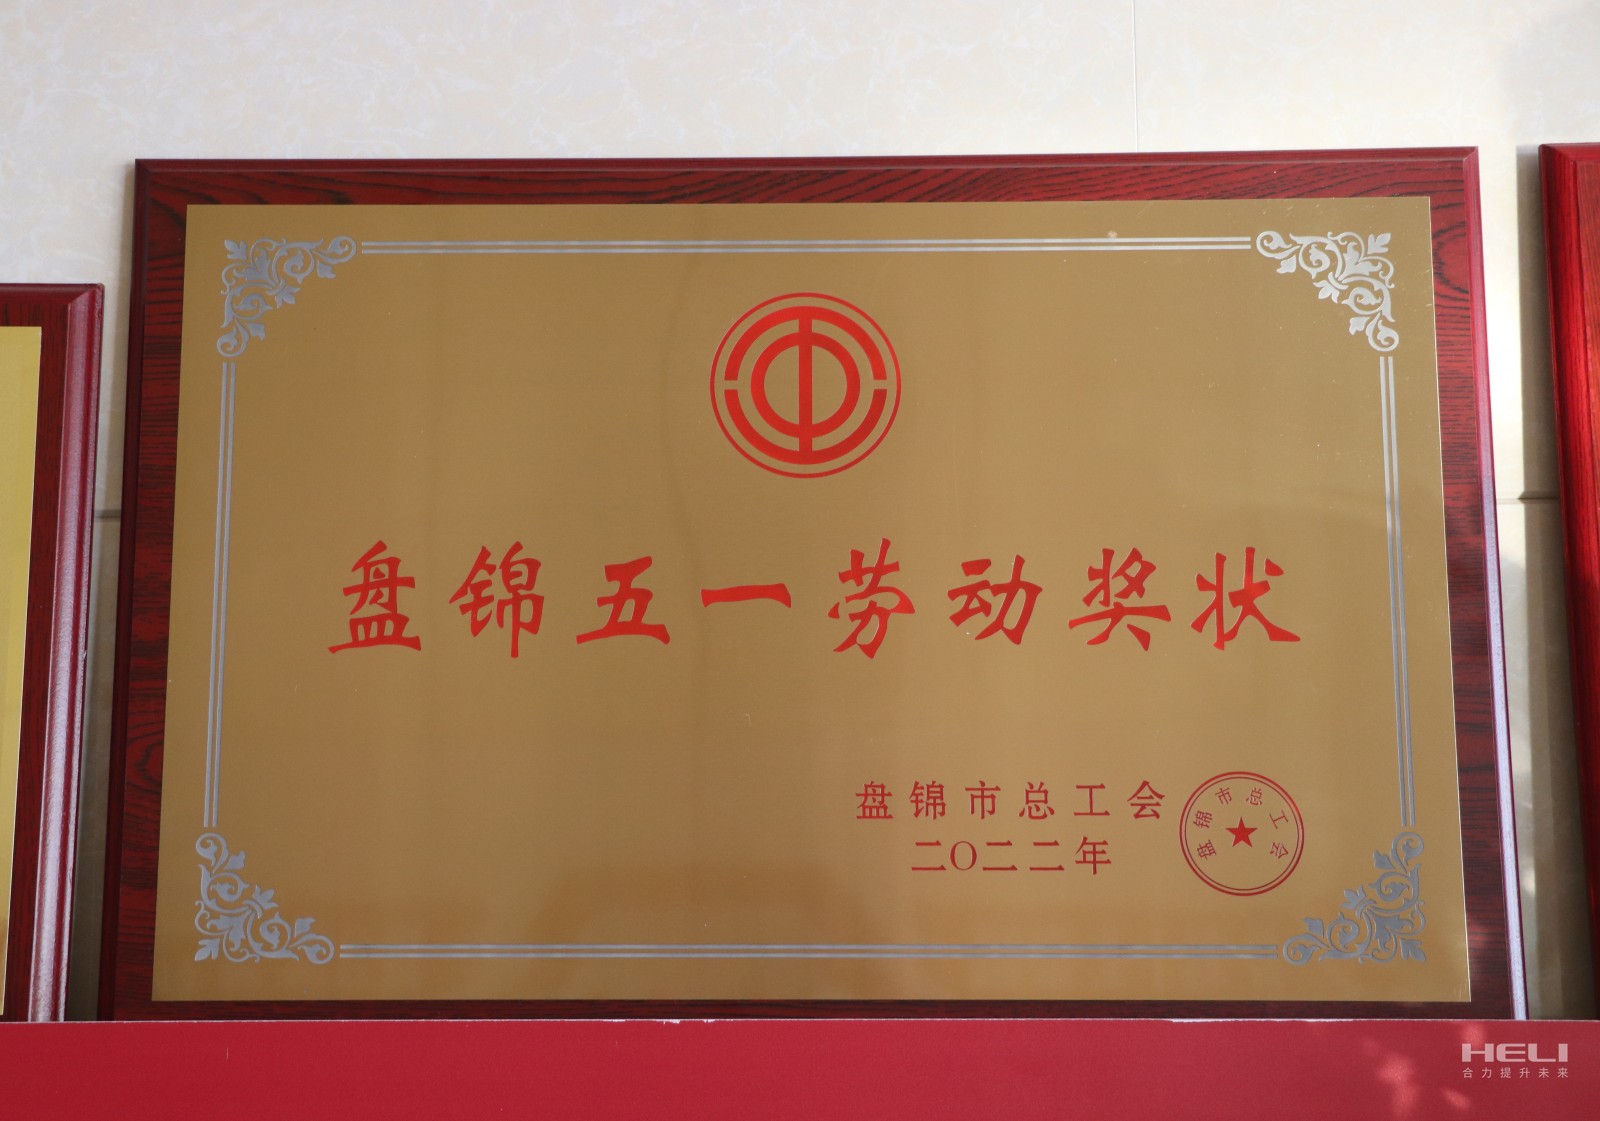 盘锦五一劳动奖状
盘锦市总工会
二〇二二年
盘锦市总工会
HELI
合力提升未来